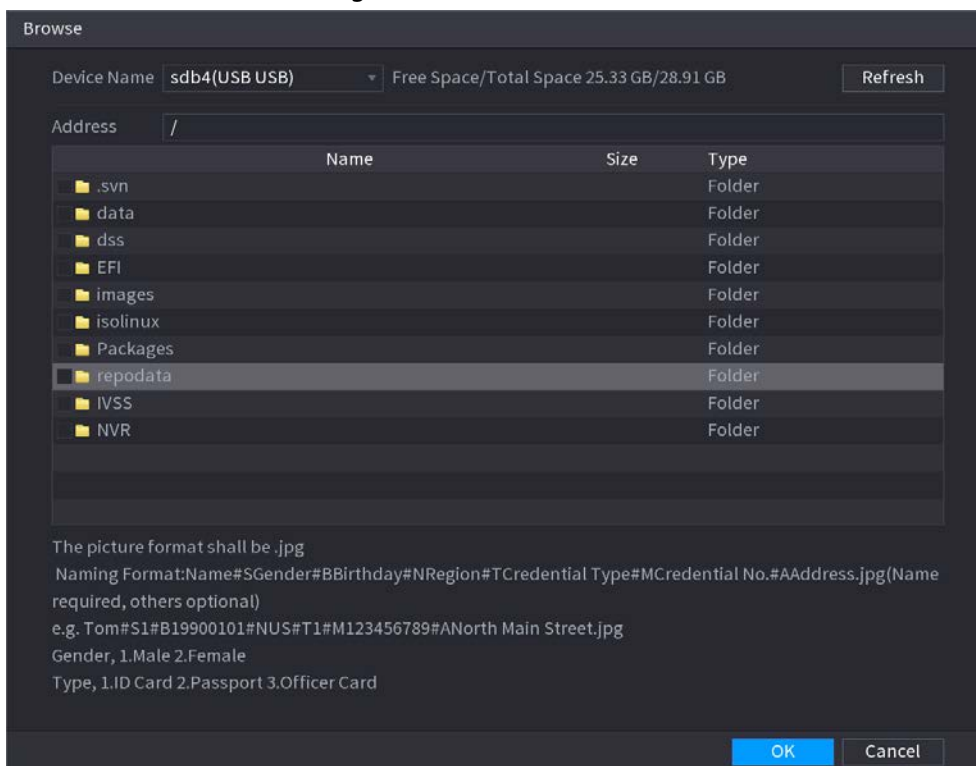 Browse
Device Name sdb4(USB USB) Free Space/Total Space 25.33 GB/28.91 GB Refresh
Address /
Name Size Type
.svn Folder
data Folder
dss Folder
EFI Folder
images Folder
isolinux Folder
Packages Folder
repodata Folder
IVSS Folder
NVR Folder
The picture format shall be .jpg
Naming Format:Name#SGender#BBirthday#NRegion#TCredential Type#MCredential No.#AAddress.jpg(Name
required, others optional)
e.g. Tom#S1#B19900101#NUS#T1#M123456789#ANorth Main Street.jpg
Gender, 1.Male 2.Female
Type, 1.ID Card 2.Passport 3.Officer Card
OK Cancel